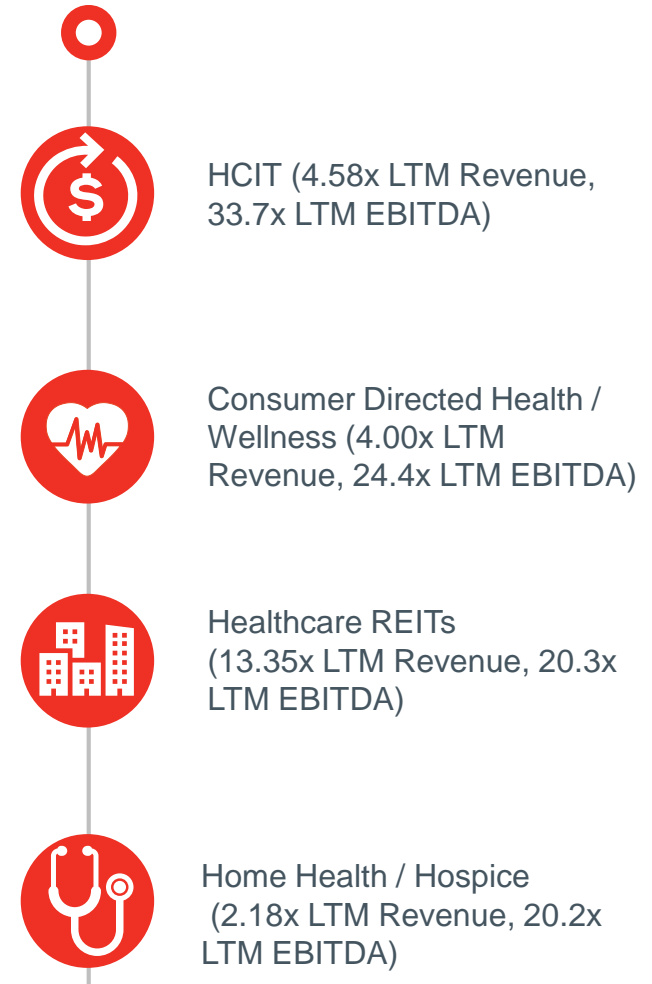 $
HCIT (4.58x LTM Revenue,
33.7x LTM EBITDA)
Consumer Directed Health /
Wellness (4.00x LTM
Revenue, 24.4x LTM EBITDA)
Healthcare REITs
(13.35x LTM Revenue, 20.3x
LTM EBITDA)
Home Health / Hospice
(2.18x LTM Revenue, 20.2x
LTM EBITDA)